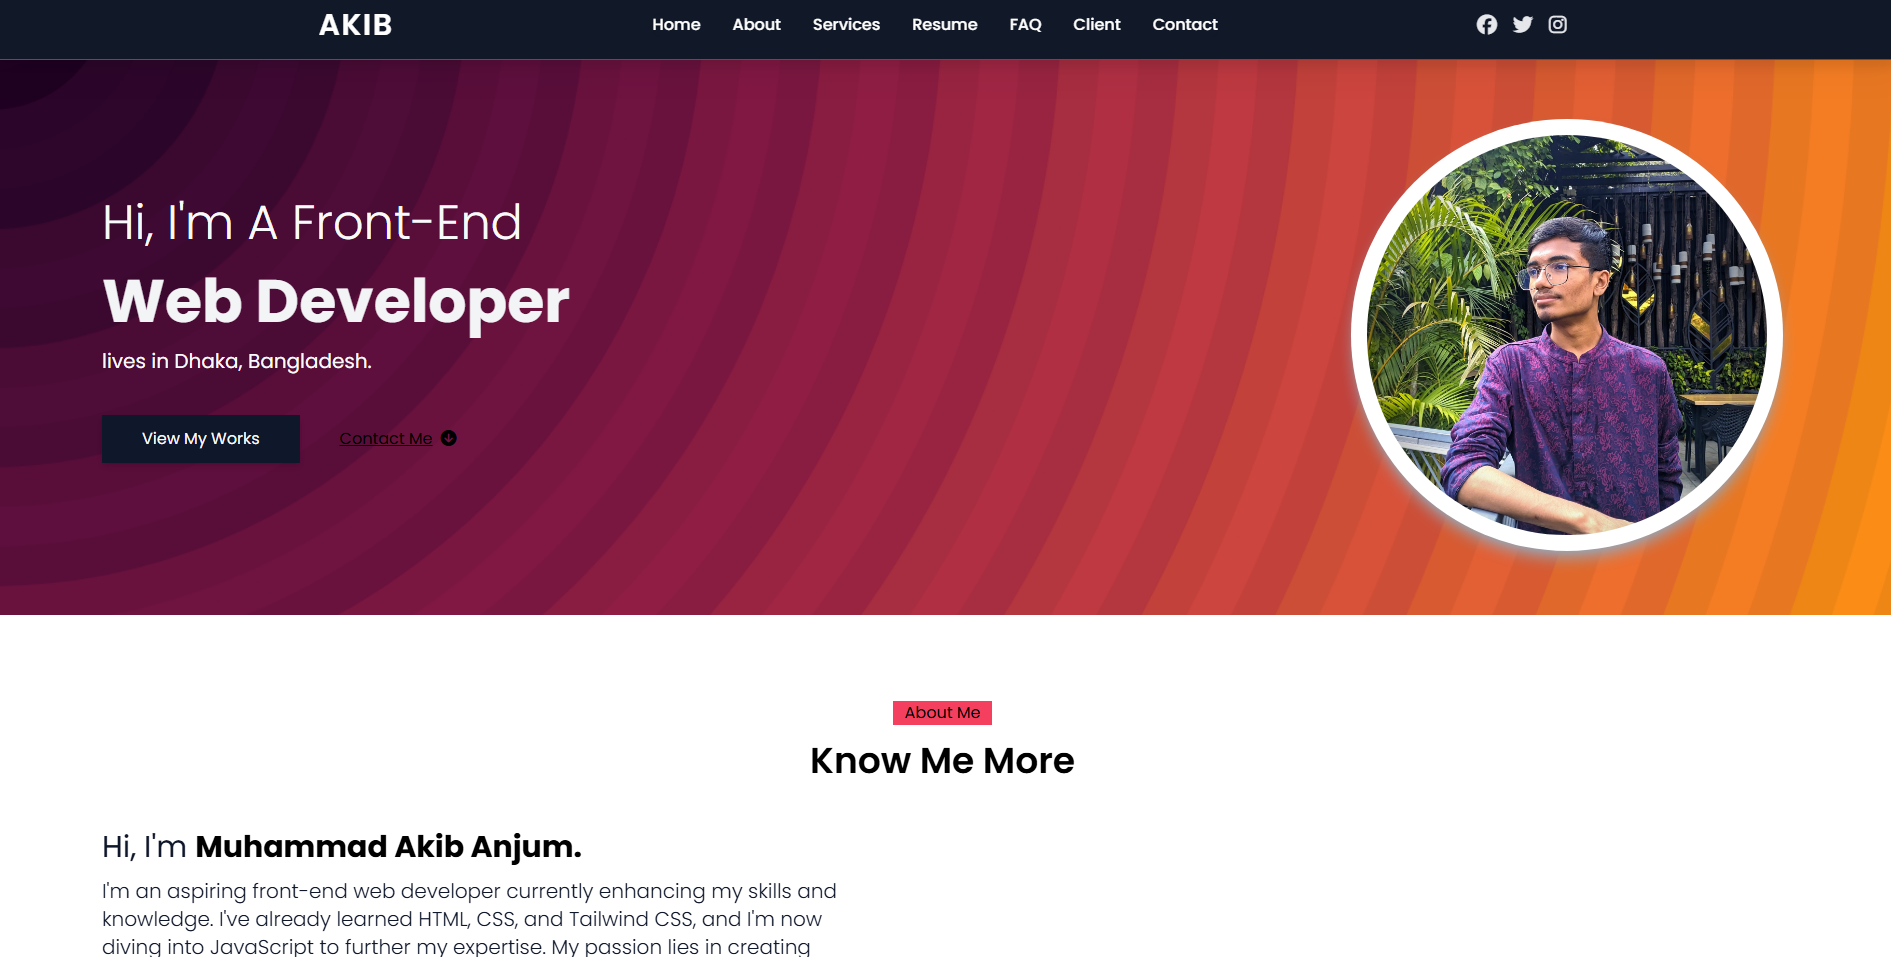 AKIB
Home About Services Resume FAQ Client Contact
Hi, I'm A Front-End
Web Developer
lives in Dhaka, Bangladesh.
View My Works Contact Me
About Me
Know Me More
Hi, I'm Muhammad Akib Anjum.
I'm an aspiring front-end web developer currently enhancing my skills and
knowledge. I've already learned HTML, CSS, and Tailwind CSS, and I'm now
diving into JavaScript to further my expertise. My passion lies in creating